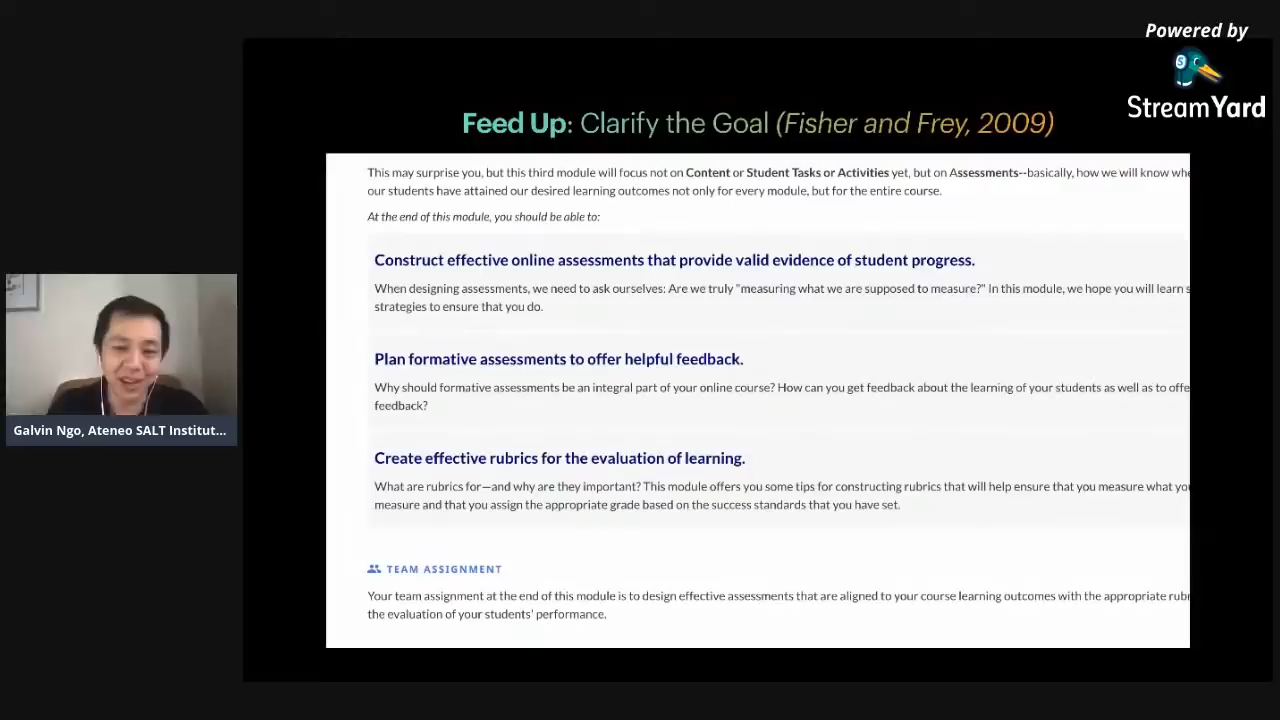 Powered by
StreamYard
Feed Up: Clarify the Goal (Fisher and Frey, 2009)
This may surprise you, but this third module will focus not on Content or Student Tasks or Activities yet, but on Assessments--basically, how we will know
our students have attained our desired learning outcomes not only for every module, but for the entire course.
At the end of this module, you should be able to:
Construct effective online assessments that provide valid evidence of student progress.
When designing assessments, we need to ask ourselves: Are we truly "measuring what we are supposed to measure?" In this module, we hope you will learn
strategies to ensure that you do.
Plan formative assessments to offer helpful feedback.
Why should formative assessments be an integral part of your online course? How can you get feedback about the learning of your students as well as to
feedback?
Create effective rubrics for the evaluation of learning.
What are rubrics for—and why are they important? This module offers you some tips for constructing rubrics that will help ensure that you measure what
measure and that you assign the appropriate grade based on the success standards that you have set.
TEAM ASSIGNMENT
Your team assignment at the end of this module is to design effective assessments that are aligned to your course learning outcomes with the appropriate
the evaluation of your students' performance.
Galvin Ngo, Ateneo SALT Institut...